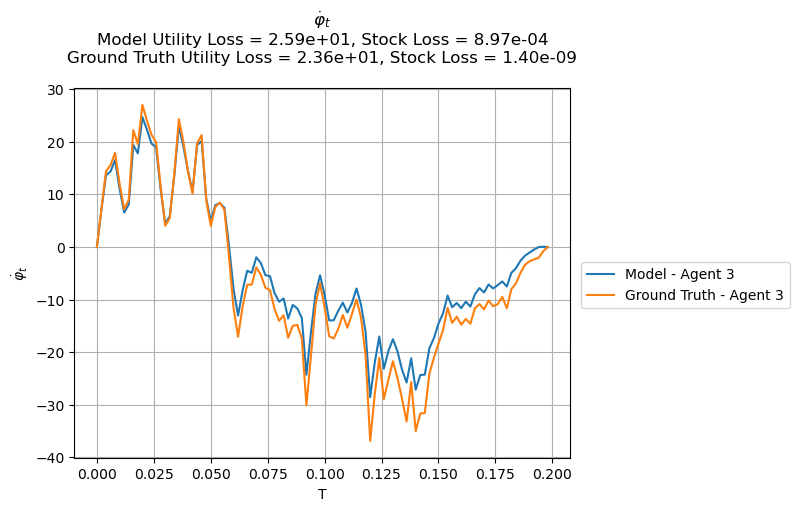 φ̇ₜ
Model Utility Loss = 2.59e+01, Stock Loss = 8.97e-04
Ground Truth Utility Loss = 2.36e+01, Stock Loss = 1.40e-09
30
20
10
0
−10
−20
−30
−40
φ̇ₜ
0.000 0.025 0.050 0.075 0.100 0.125 0.150 0.175 0.200
T
Model - Agent 3
Ground Truth - Agent 3